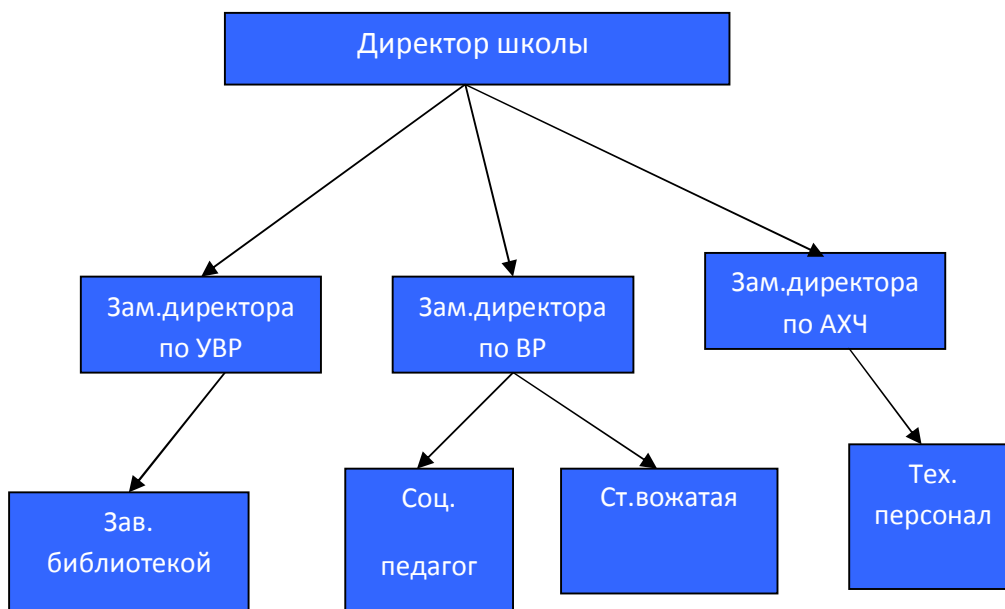 Директор школы
Зам.директора
по УВР
Зам.директора
по ВР
Зам.директора
по АХЧ
Зав.
библиотекой
Соц.
педагог
Ст.вожатая
Тех.
персонал